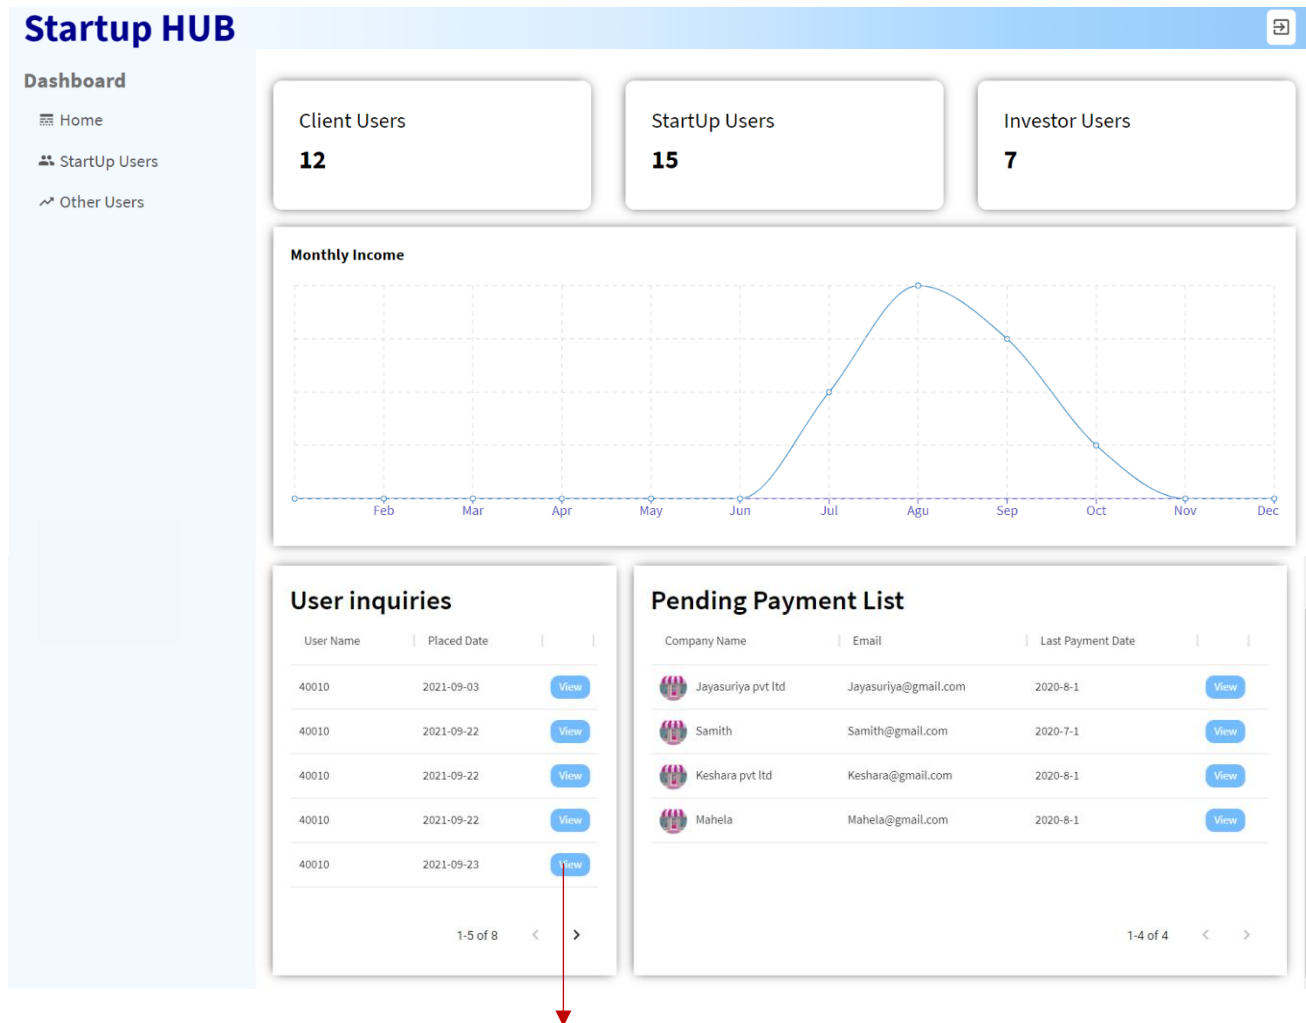 Startup HUB
Dashboard
Home
StartUp Users
Other Users
Client Users
12
StartUp Users
15
Investor Users
7
Monthly Income
Feb Mar Apr May Jun Jul Agu Sep Oct Nov Dec
User inquiries
User Name Placed Date
40010 2021-09-03 View
40010 2021-09-22 View
40010 2021-09-22 View
40010 2021-09-22 View
40010 2021-09-23 View
1-5 of 8
Pending Payment List
Company Name Email Last Payment Date
Jayasuriya pvt ltd Jayasuriya@gmail.com 2020-8-1 View
Samith Samith@gmail.com 2020-7-1 View
Keshara pvt ltd Keshara@gmail.com 2020-8-1 View
Mahela Mahela@gmail.com 2020-8-1 View
1-4 of 4